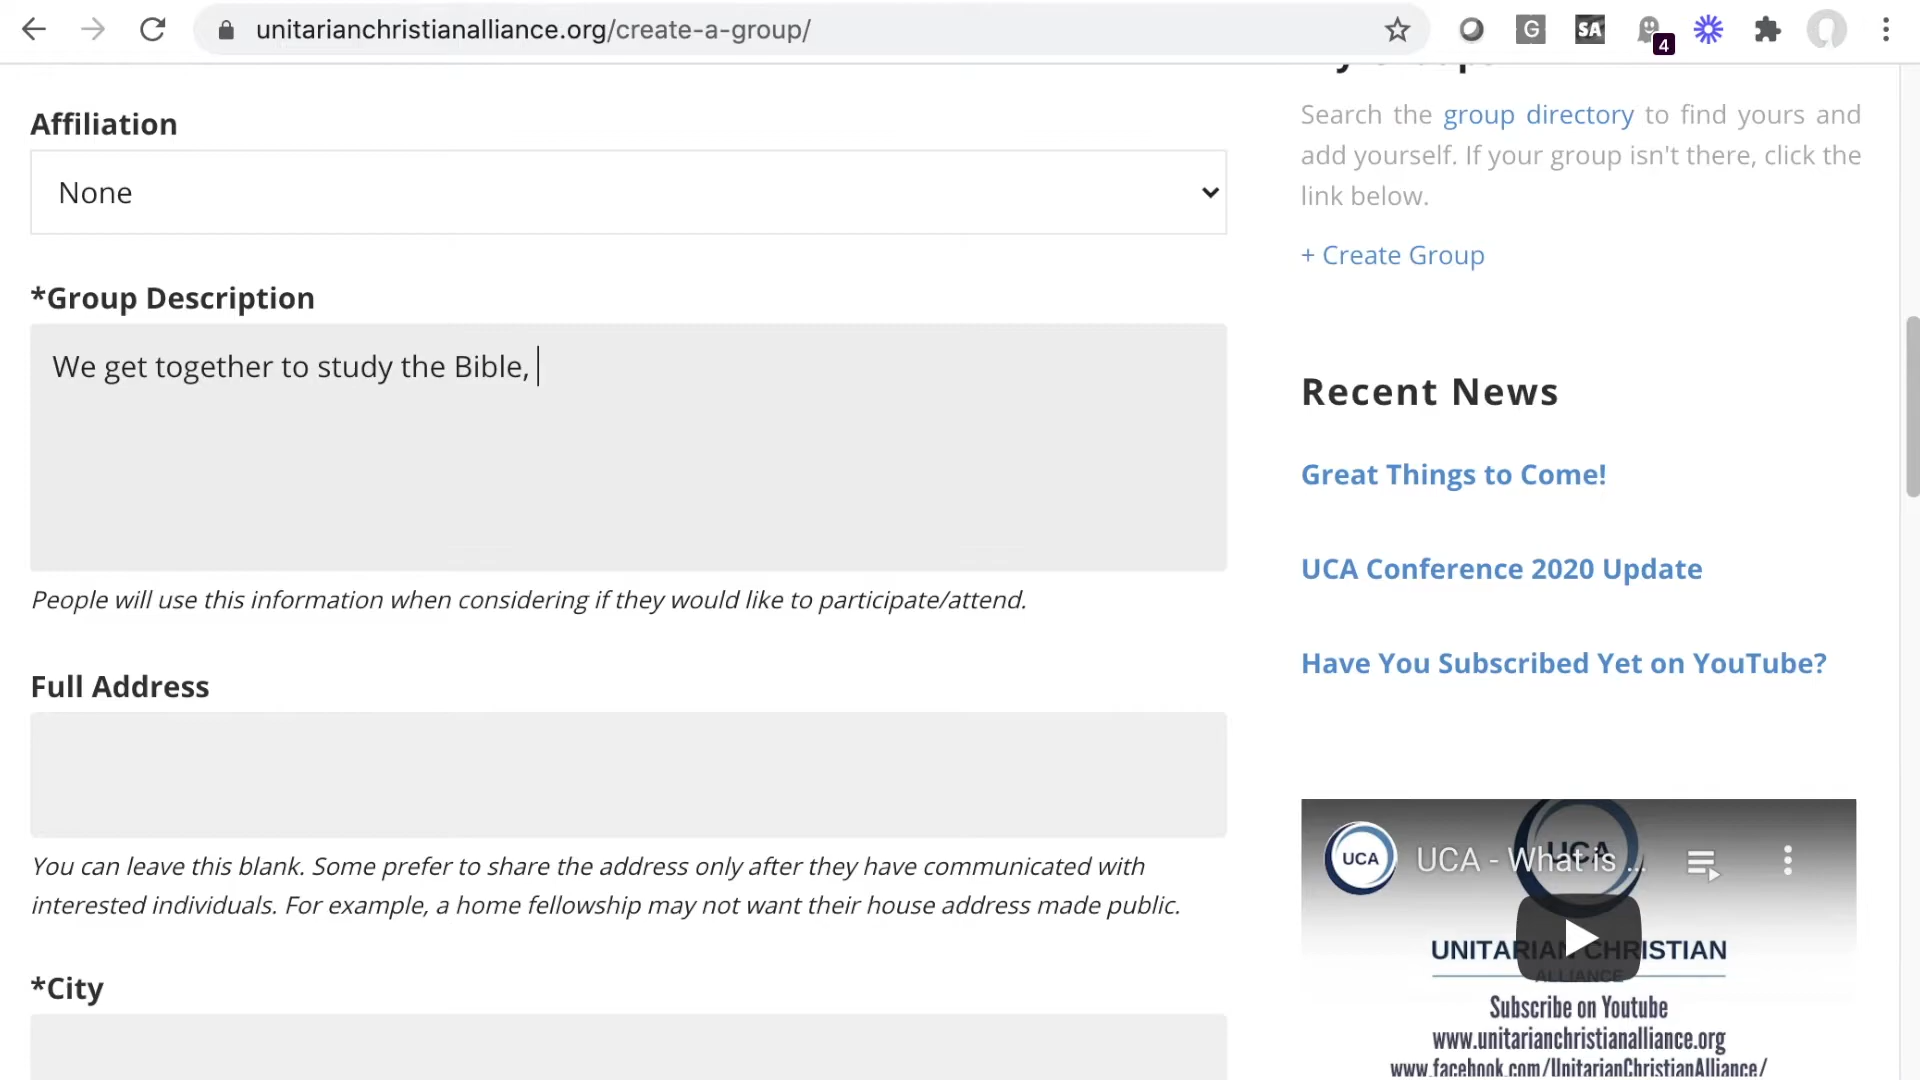 unitarianchristianalliance.org/create-a-group/
G
SA
4
Affiliation
None
*Group Description
We get together to study the Bible,
People will use this information when considering if they would like to participate/attend.
Full Address
You can leave this blank. Some prefer to share the address only after they have communicated with
interested individuals. For example, a home fellowship may not want their house address made public.
*City
Search the group directory to find yours and
add yourself. If your group isn't there, click the
link below.
+ Create Group
Recent News
Great Things to Come!
UCA Conference 2020 Update
Have You Subscribed Yet on YouTube?
UCA
UCA - What is ...
UCA
UNITARIAN CHRISTIAN
ALLIANCE
Subscribe on Youtube
www.unitarianchristianalliance.org
www.facebook.com/UnitarianChristianAlliance/